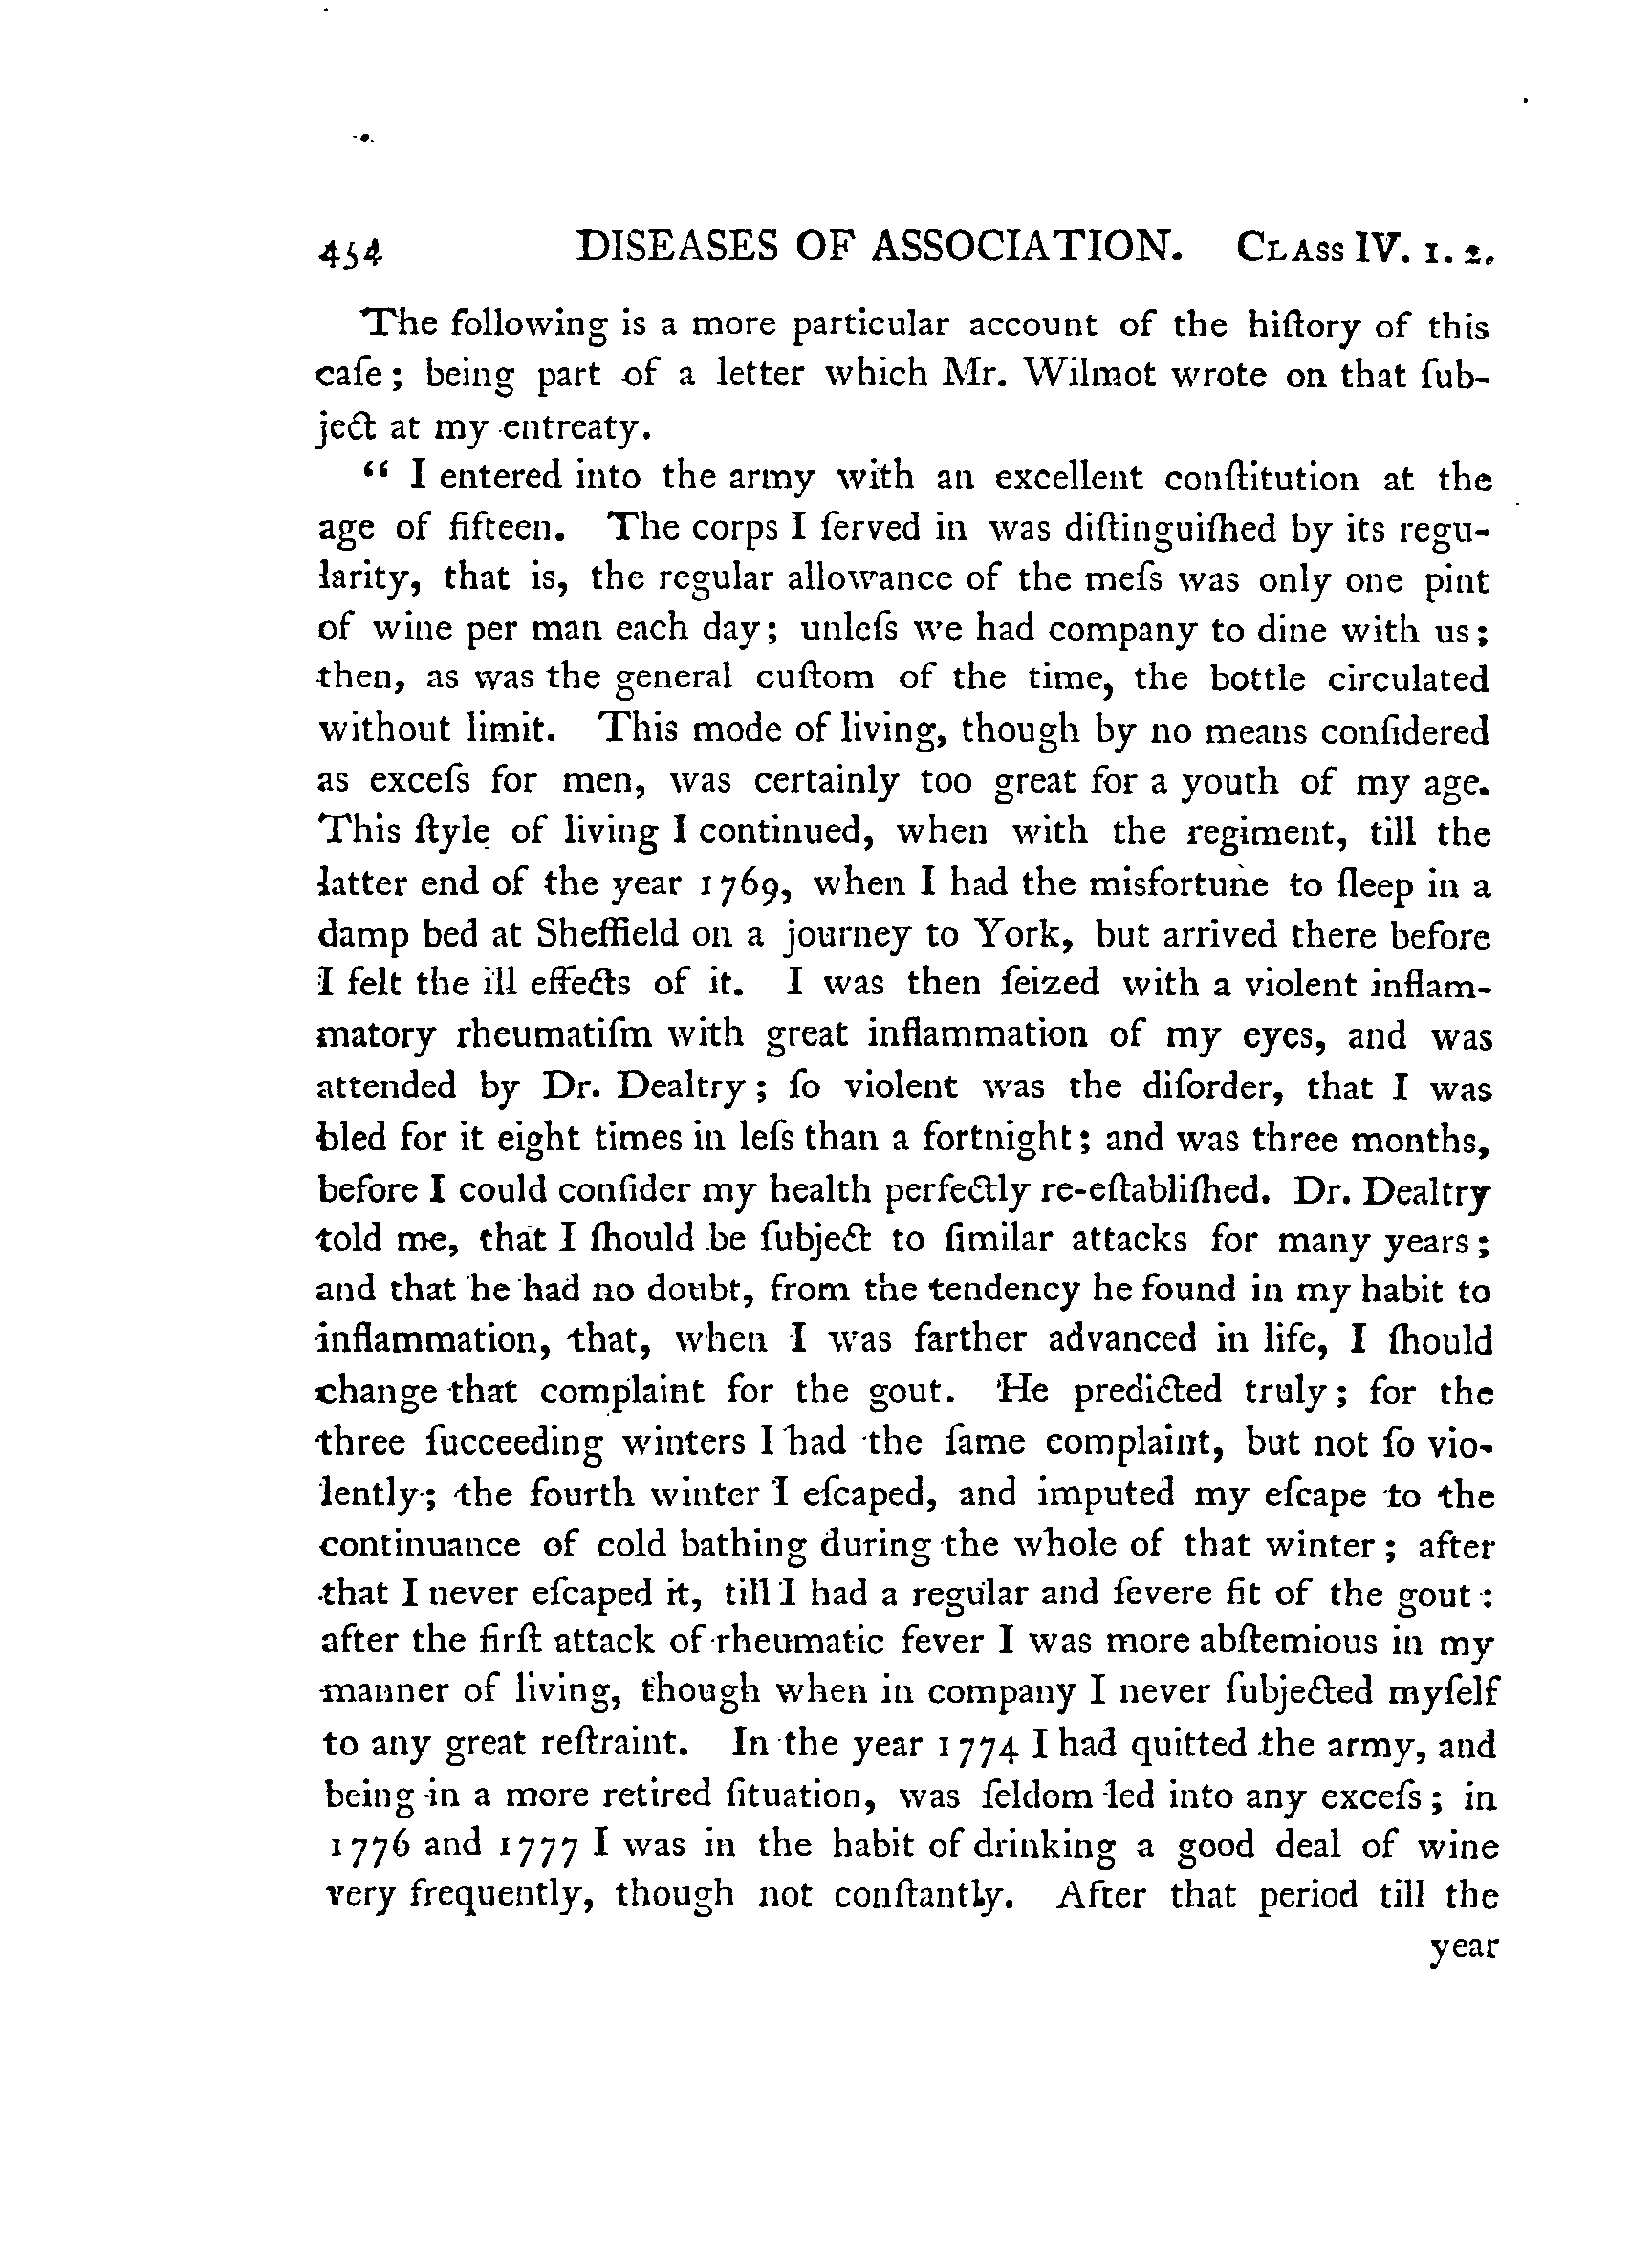 454 DISEASES OF ASSOCIATION. CLASS IV. 1. 2.
The following is a more particular account of the hiſtory of this
caſe; being part of a letter which Mr. Wilmot wrote on that ſub-
ject at my entreaty.
“ I entered into the army with an excellent conſtitution at the
age of fifteen. The corps I ſerved in was diſtinguiſhed by its regu-
larity, that is, the regular allowance of the meſs was only one pint
of wine per man each day; unleſs we had company to dine with us;
then, as was the general cuſtom of the time, the bottle circulated
without limit. This mode of living, though by no means conſidered
as exceſs for men, was certainly too great for a youth of my age.
This ſtyle of living I continued, when with the regiment, till the
latter end of the year 1769, when I had the misfortune to ſleep in a
damp bed at Sheffield on a journey to York, but arrived there before
I felt the ill effects of it. I was then ſeized with a violent inflam-
matory rheumatiſm with great inflammation of my eyes, and was
attended by Dr. Dealtry; ſo violent was the diſorder, that I was
bled for it eight times in leſs than a fortnight; and was three months,
before I could conſider my health perfectly re-eſtabliſhed. Dr. Dealtry
told me, that I ſhould be ſubject to ſimilar attacks for many years;
and that he had no doubt, from the tendency he found in my habit to
inflammation, that, when I was farther advanced in life, I ſhould
change that complaint for the gout. He predicted truly; for the
three ſucceeding winters I had the ſame complaint, but not ſo vio-
lently; the fourth winter I eſcaped, and imputed my eſcape to the
continuance of cold bathing during the whole of that winter; after
that I never eſcaped it, till I had a regular and ſevere fit of the gout:
after the firſt attack of rheumatic fever I was more abſtemious in my
manner of living, though when in company I never ſubjected myſelf
to any great reſtraint. In the year 1774 I had quitted the army, and
being in a more retired ſituation, was ſeldom led into any exceſs; in
1776 and 1777 I was in the habit of drinking a good deal of wine
very frequently, though not conſtantly. After that period till the
year